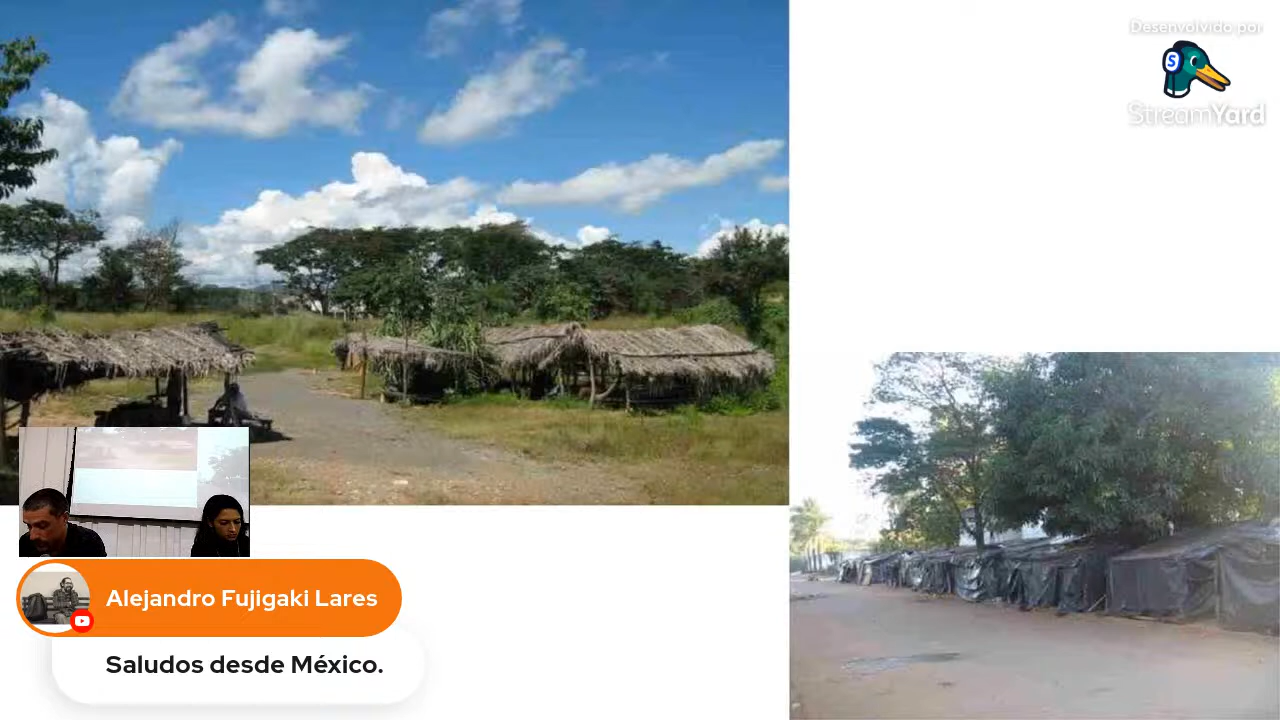 Desenvolvido por
StreamYard
Alejandro Fujigaki Lares
Saludos desde México.